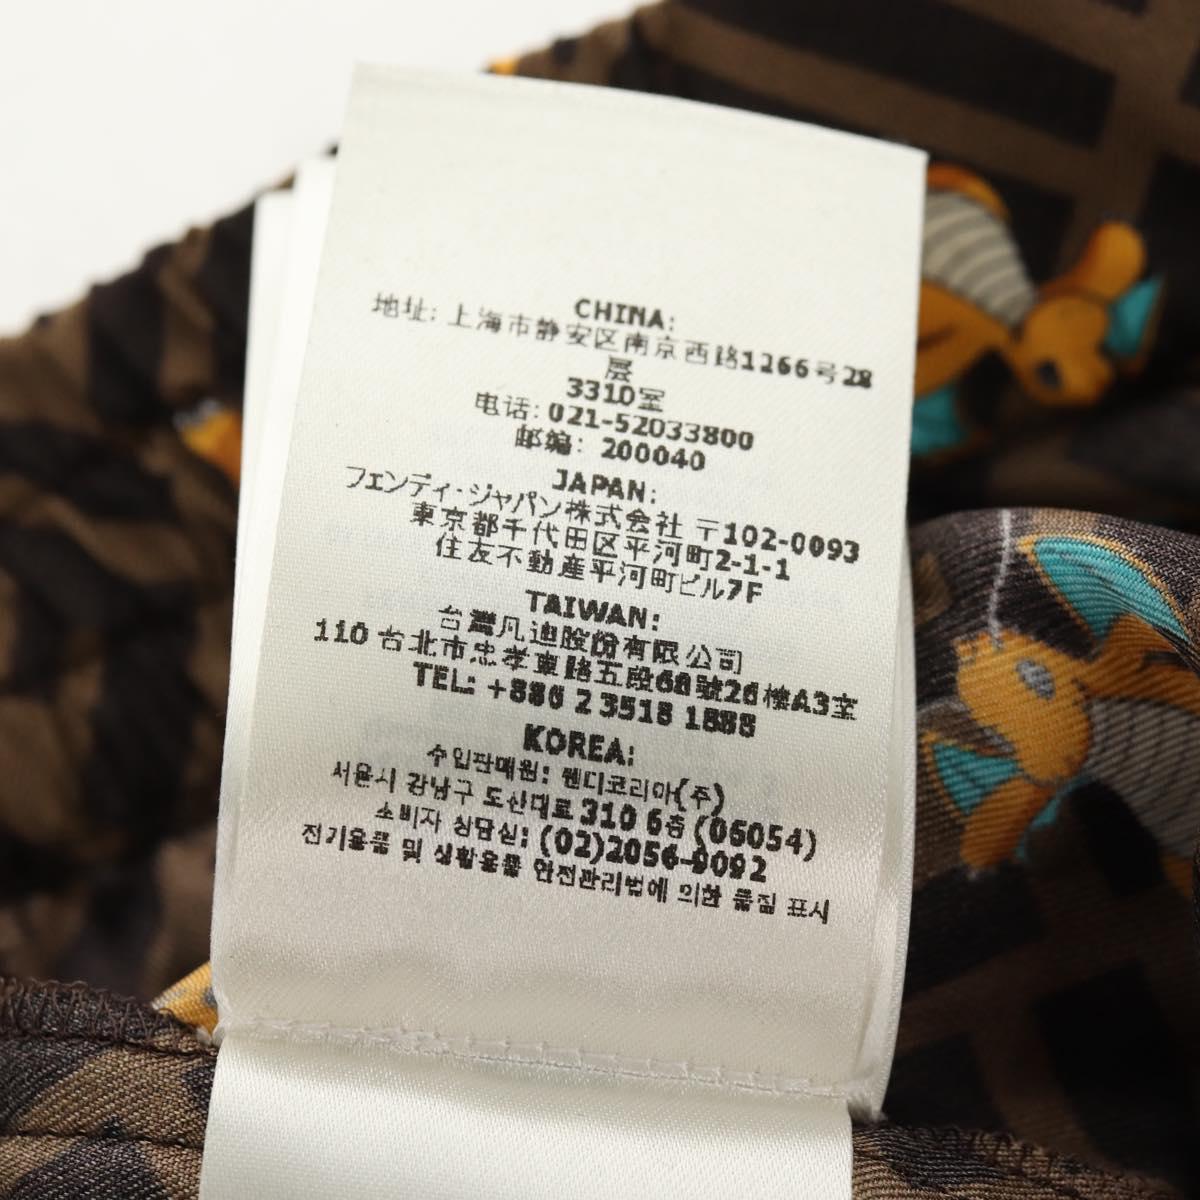 CHINA:
地址: 上海市静安区南京西路1266号28
层
3310室
电话: 021-52033800
邮编: 200040
JAPAN:
フェンディ・ジャパン株式会社 〒102-0093
東京都千代田区平河町2-1-1
住友不動産平河町ビル7F
TAIWAN:
台灣凡迪股份有限公司
110 台北市忠孝東路五段68號26樓A3室
TEL: +886 2 3518 1888
KOREA:
수입판매원: 펜디코리아(주)
서울시 강남구 도산대로 310 6층 (06054)
소비자 상담실: (02)2056-9092
전기용품 및 생활용품 안전관리법에 의한 품질 표시